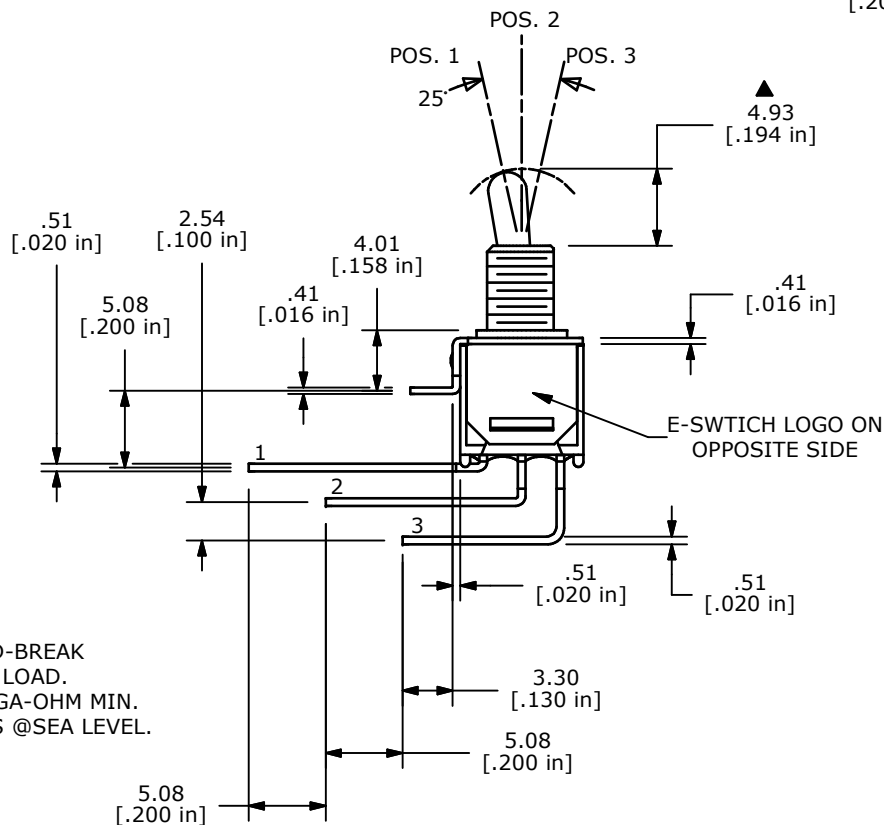 [.20
POS. 2
POS. 1
POS. 3
25°
▲
4.93
[.194 in]
.51
[.020 in]
2.54
[.100 in]
4.01
[.158 in]
5.08
[.200 in]
.41
[.016 in]
.41
[.016 in]
E-SWTICH LOGO ON
OPPOSITE SIDE
1
2
3
.51
[.020 in]
.51
[.020 in]
D-BREAK
LOAD.
GA-OHM MIN.
S @SEA LEVEL.
3.30
[.130 in]
5.08
[.200 in]
5.08
[.200 in]